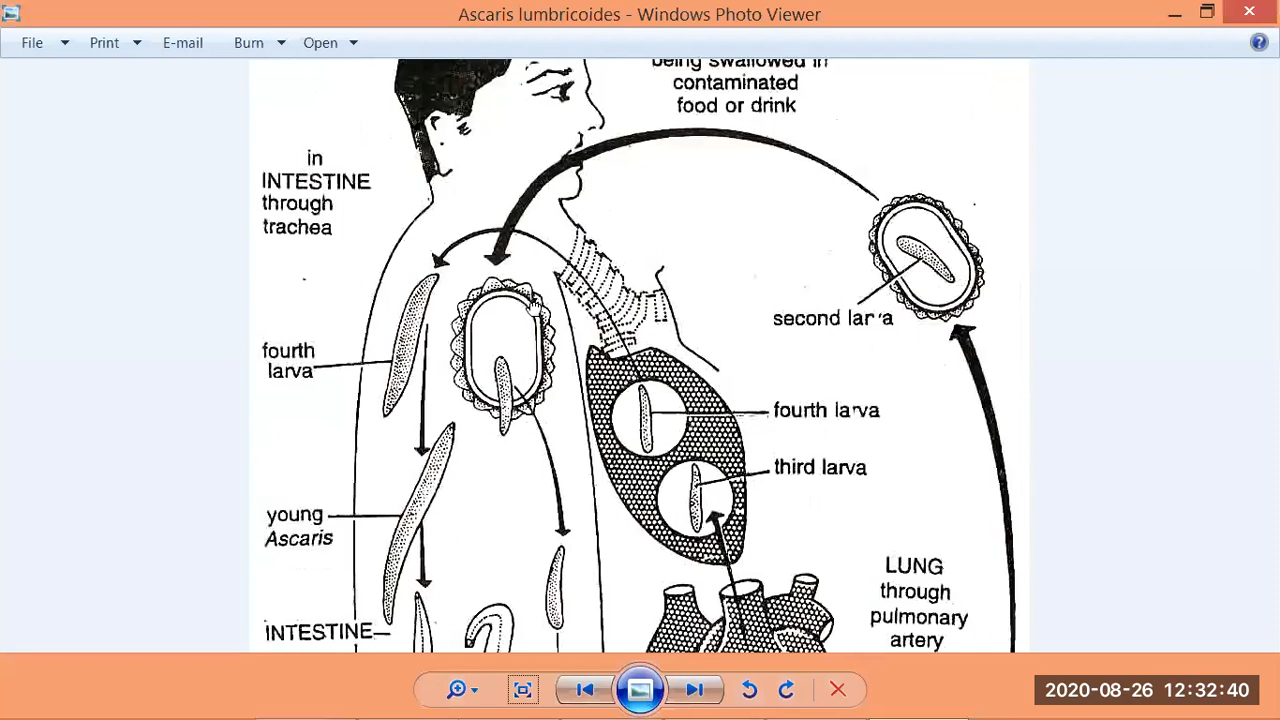 Ascaris lumbricoides - Windows Photo Viewer
File
Print
E-mail
Burn
Open
being swallowed in
contaminated
food or drink
in
INTESTINE
through
trachea
second larva
fourth
larva
fourth larva
third larva
young
Ascaris
LUNG
through
pulmonary
artery
INTESTINE
2020-08-26 12:32:40